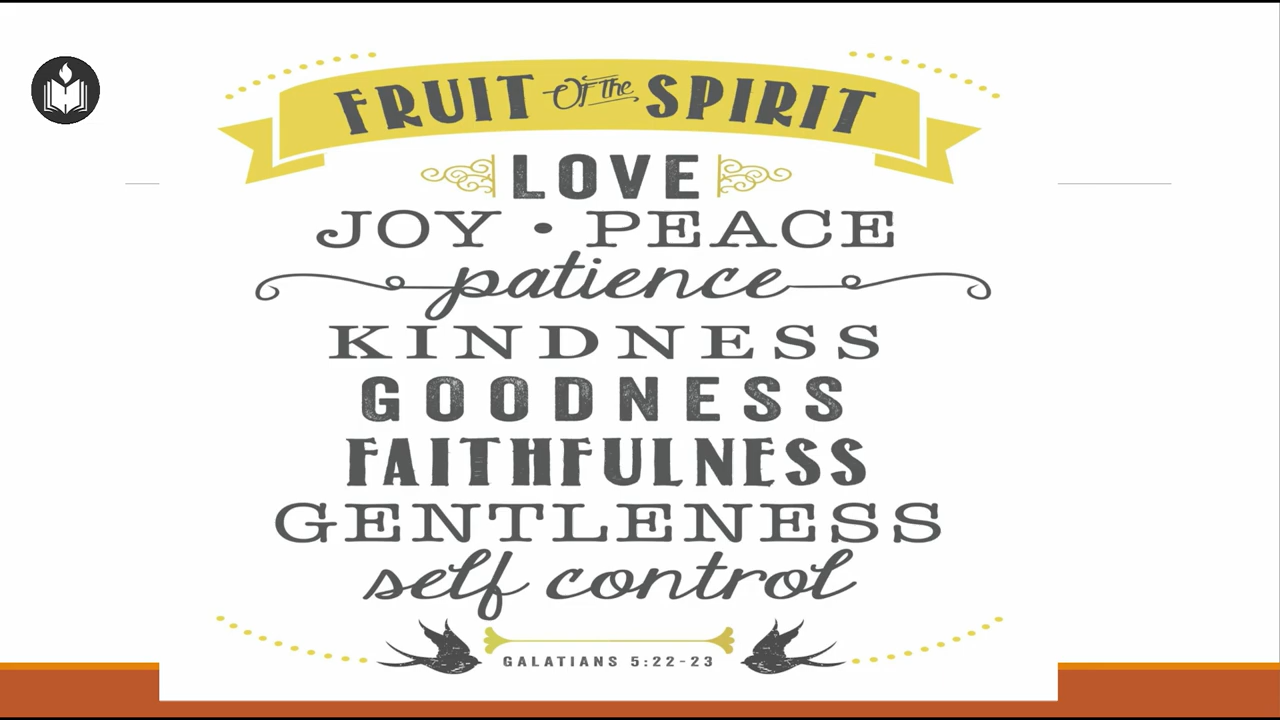 FRUIT Of the SPIRIT
LOVE
JOY • PEACE
patience
KINDNESS
GOODNESS
FAITHFULNESS
GENTLENESS
self control
GALATIANS 5:22-23